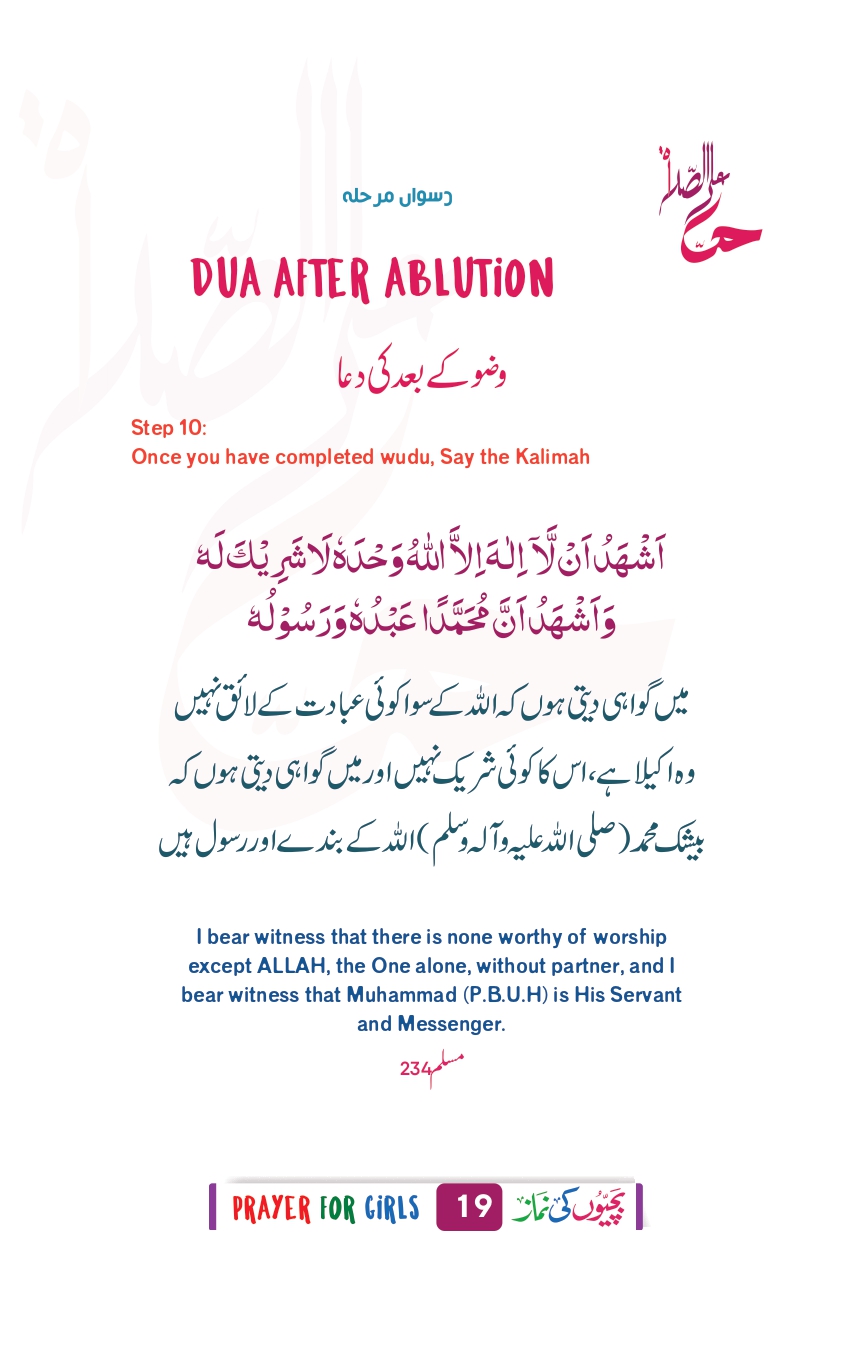 حی علی الصلاۃ
دسواں مرحلہ
DUA AFTER ABLUTION
وضو کے بعد کی دعا
Step 10:
Once you have completed wudu, Say the Kalimah
اَشْهَدُ اَنْ لَّآ اِلٰهَ اِلَّا اللّٰهُ وَحْدَهٗ لَا شَرِيْكَ لَهٗ
وَاَشْهَدُ اَنَّ مُحَمَّدًا عَبْدُهٗ وَرَسُوْلُهٗ
میں گواہی دیتی ہوں کہ اللہ کے سوا کوئی عبادت کے لائق نہیں
وہ اکیلا ہے، اس کا کوئی شریک نہیں اور میں گواہی دیتی ہوں کہ
بیشک محمد (صلی اللہ علیہ وآلہ وسلم) اللہ کے بندے اور رسول ہیں
I bear witness that there is none worthy of worship
except ALLAH, the One alone, without partner, and I
bear witness that Muhammad (P.B.U.H) is His Servant
and Messenger.
مسلم 234
PRAYER FOR GIRLS 19 بچیّوں کی نماز